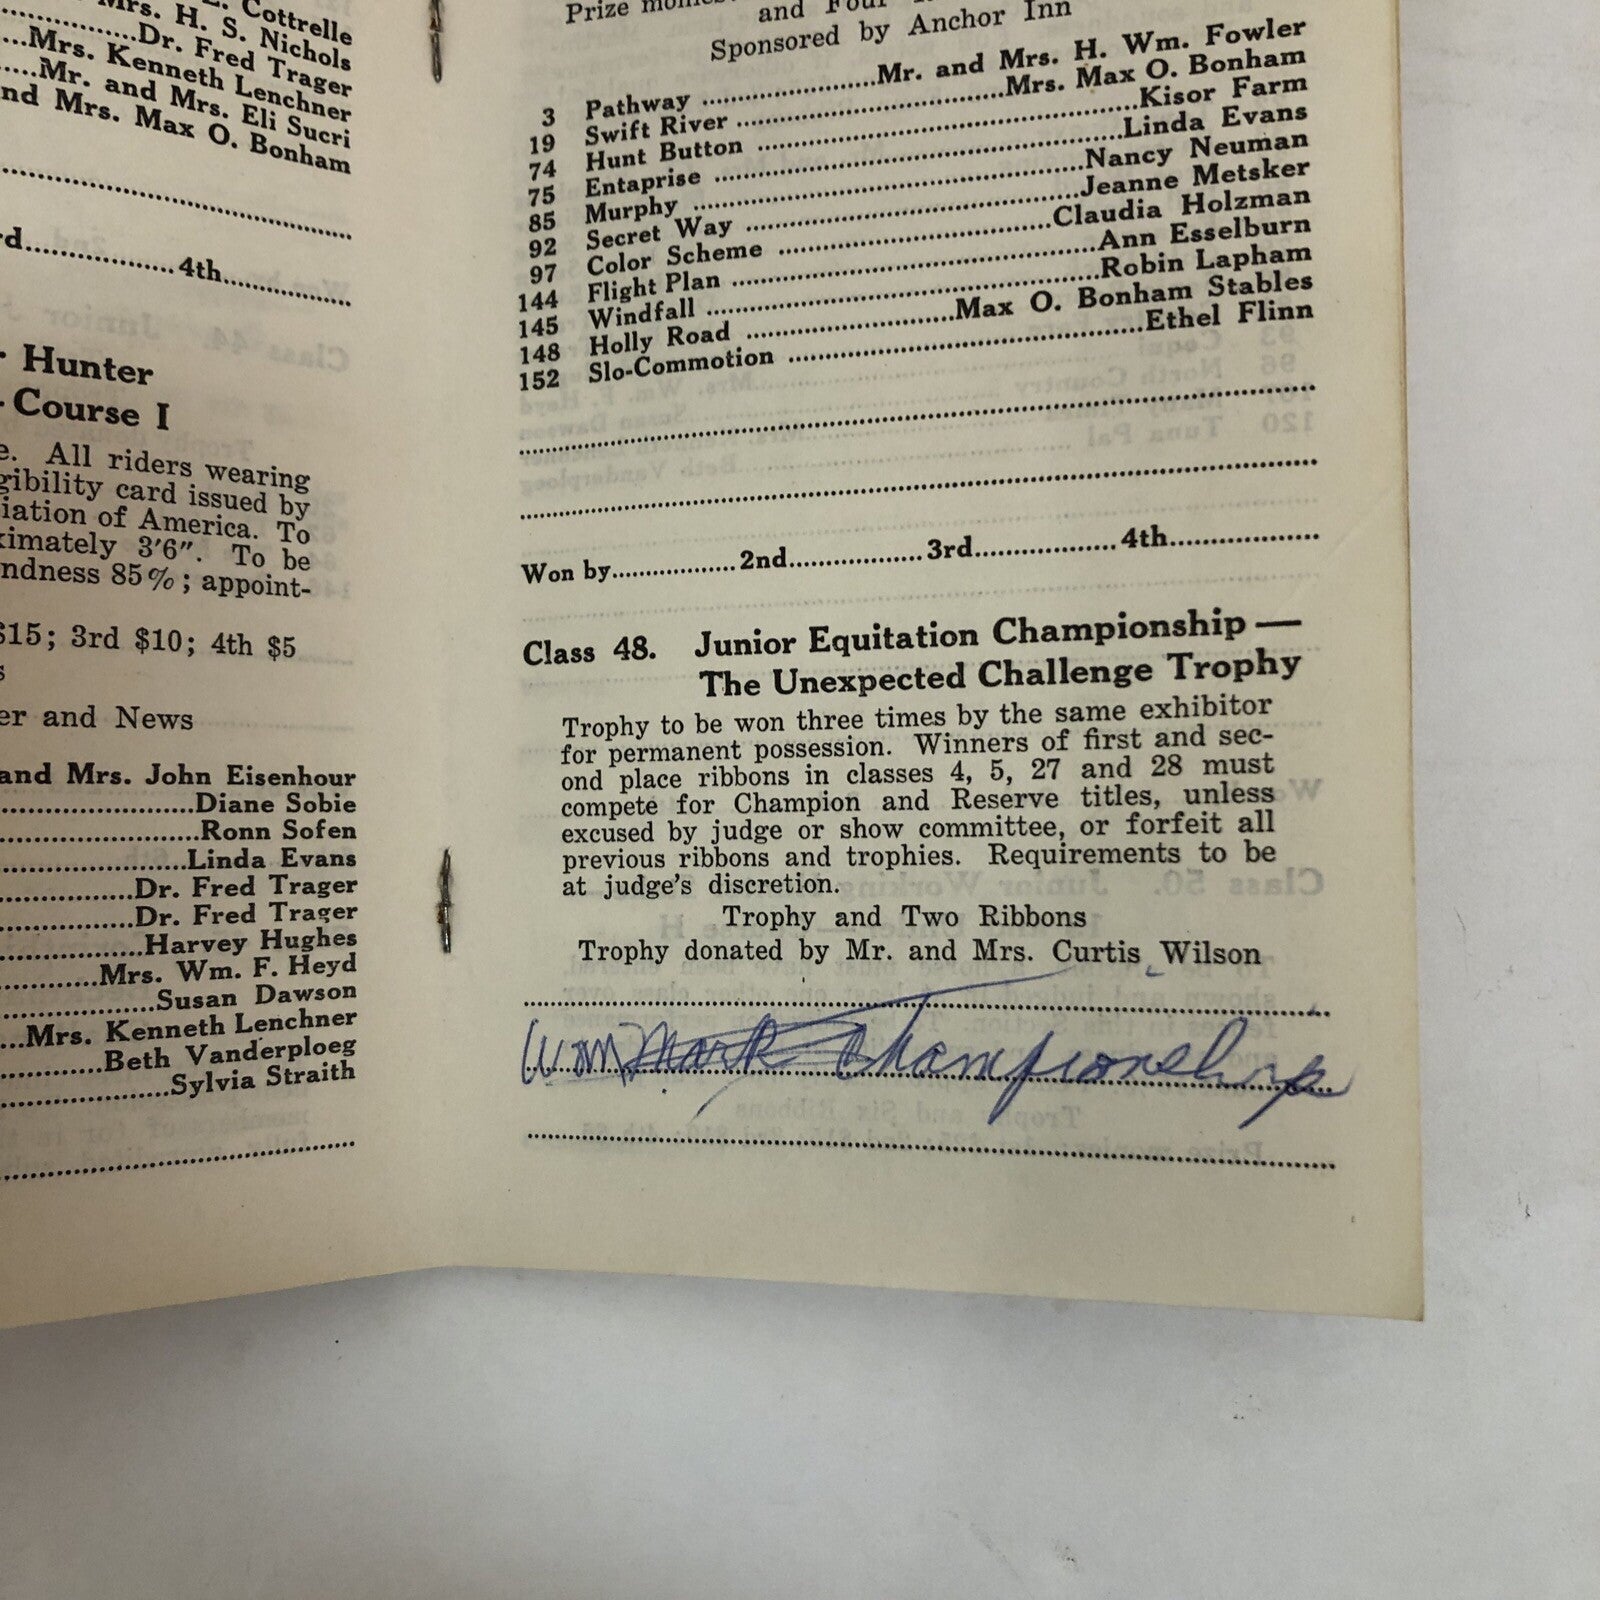 Cottrelle
Mrs. H. S. Nichols
Dr. Fred Trager
Mrs. Kenneth Lenchner
Mr. and Mrs. Eli Sucri
nd Mrs. Max O. Bonham
rd.................4th..................
Hunter
Course I
e. All riders wearing
gibility card issued by
iation of America. To
ximately 3'6". To be
ndness 85%; appoint-
$15; 3rd $10; 4th $5
s
er and News
and Mrs. John Eisenhour
Diane Sobie
Ronn Sofen
Linda Evans
Dr. Fred Trager
Dr. Fred Trager
Harvey Hughes
Mrs. Wm. F. Heyd
Susan Dawson
Mrs. Kenneth Lenchner
Beth Vanderploeg
Sylvia Straith
Prize
and Four
Sponsored by Anchor Inn
3 Pathway ........................Mr. and Mrs. H. Wm. Fowler
19 Swift River ....................................Mrs. Max O. Bonham
74 Hunt Button ....................................................Kisor Farm
75 Entaprise ........................................................Linda Evans
85 Murphy ........................................................Nancy Neuman
92 Secret Way ................................................Jeanne Metsker
97 Color Scheme ......................................Claudia Holzman
144 Flight Plan ..................................................Ann Esselburn
145 Windfall ......................................................Robin Lapham
148 Holly Road ............................Max O. Bonham Stables
152 Slo-Commotion ..................................................Ethel Flinn
Won by..................2nd...................3rd....................4th.....................
Class 48. Junior Equitation Championship —
The Unexpected Challenge Trophy
Trophy to be won three times by the same exhibitor
for permanent possession. Winners of first and sec-
ond place ribbons in classes 4, 5, 27 and 28 must
compete for Champion and Reserve titles, unless
excused by judge or show committee, or forfeit all
previous ribbons and trophies. Requirements to be
at judge's discretion.
Trophy and Two Ribbons
Trophy donated by Mr. and Mrs. Curtis Wilson
Won Championship